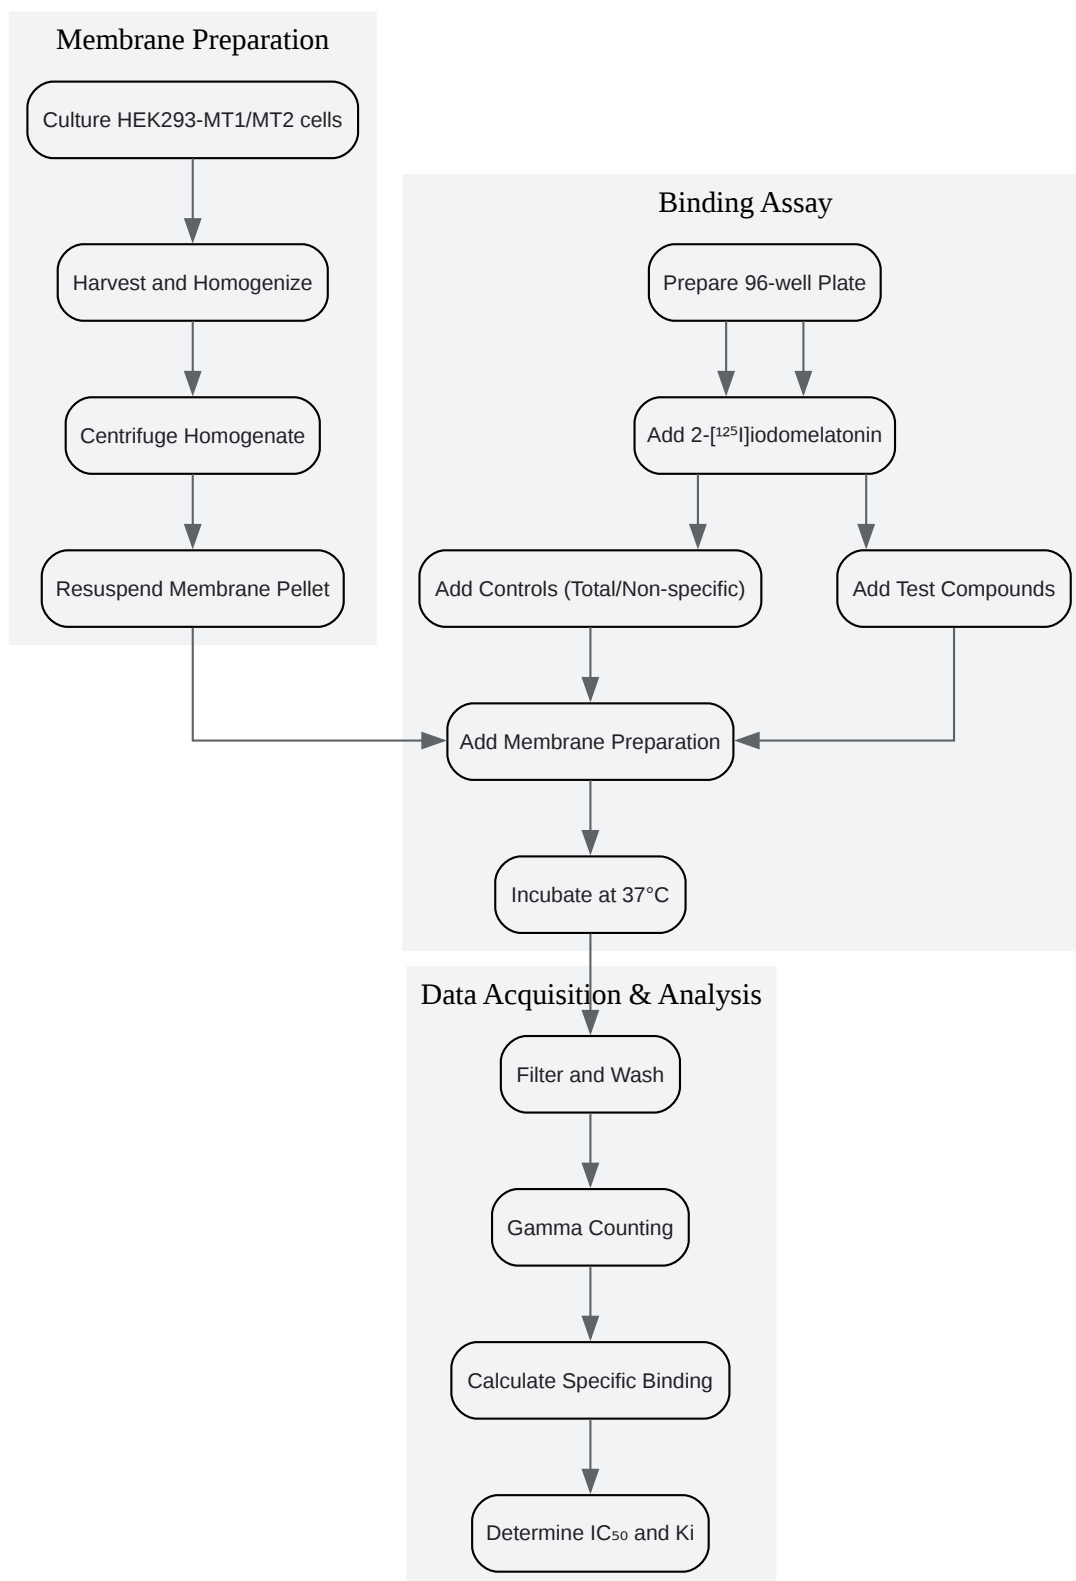 Membrane Preparation
Culture HEK293-MT1/MT2 cells
Harvest and Homogenize
Centrifuge Homogenate
Resuspend Membrane Pellet
Binding Assay
Prepare 96-well Plate
Add 2-[¹²⁵I]iodomelatonin
Add Controls (Total/Non-specific)
Add Test Compounds
Add Membrane Preparation
Incubate at 37°C
Data Acquisition & Analysis
Filter and Wash
Gamma Counting
Calculate Specific Binding
Determine IC₅₀ and Ki